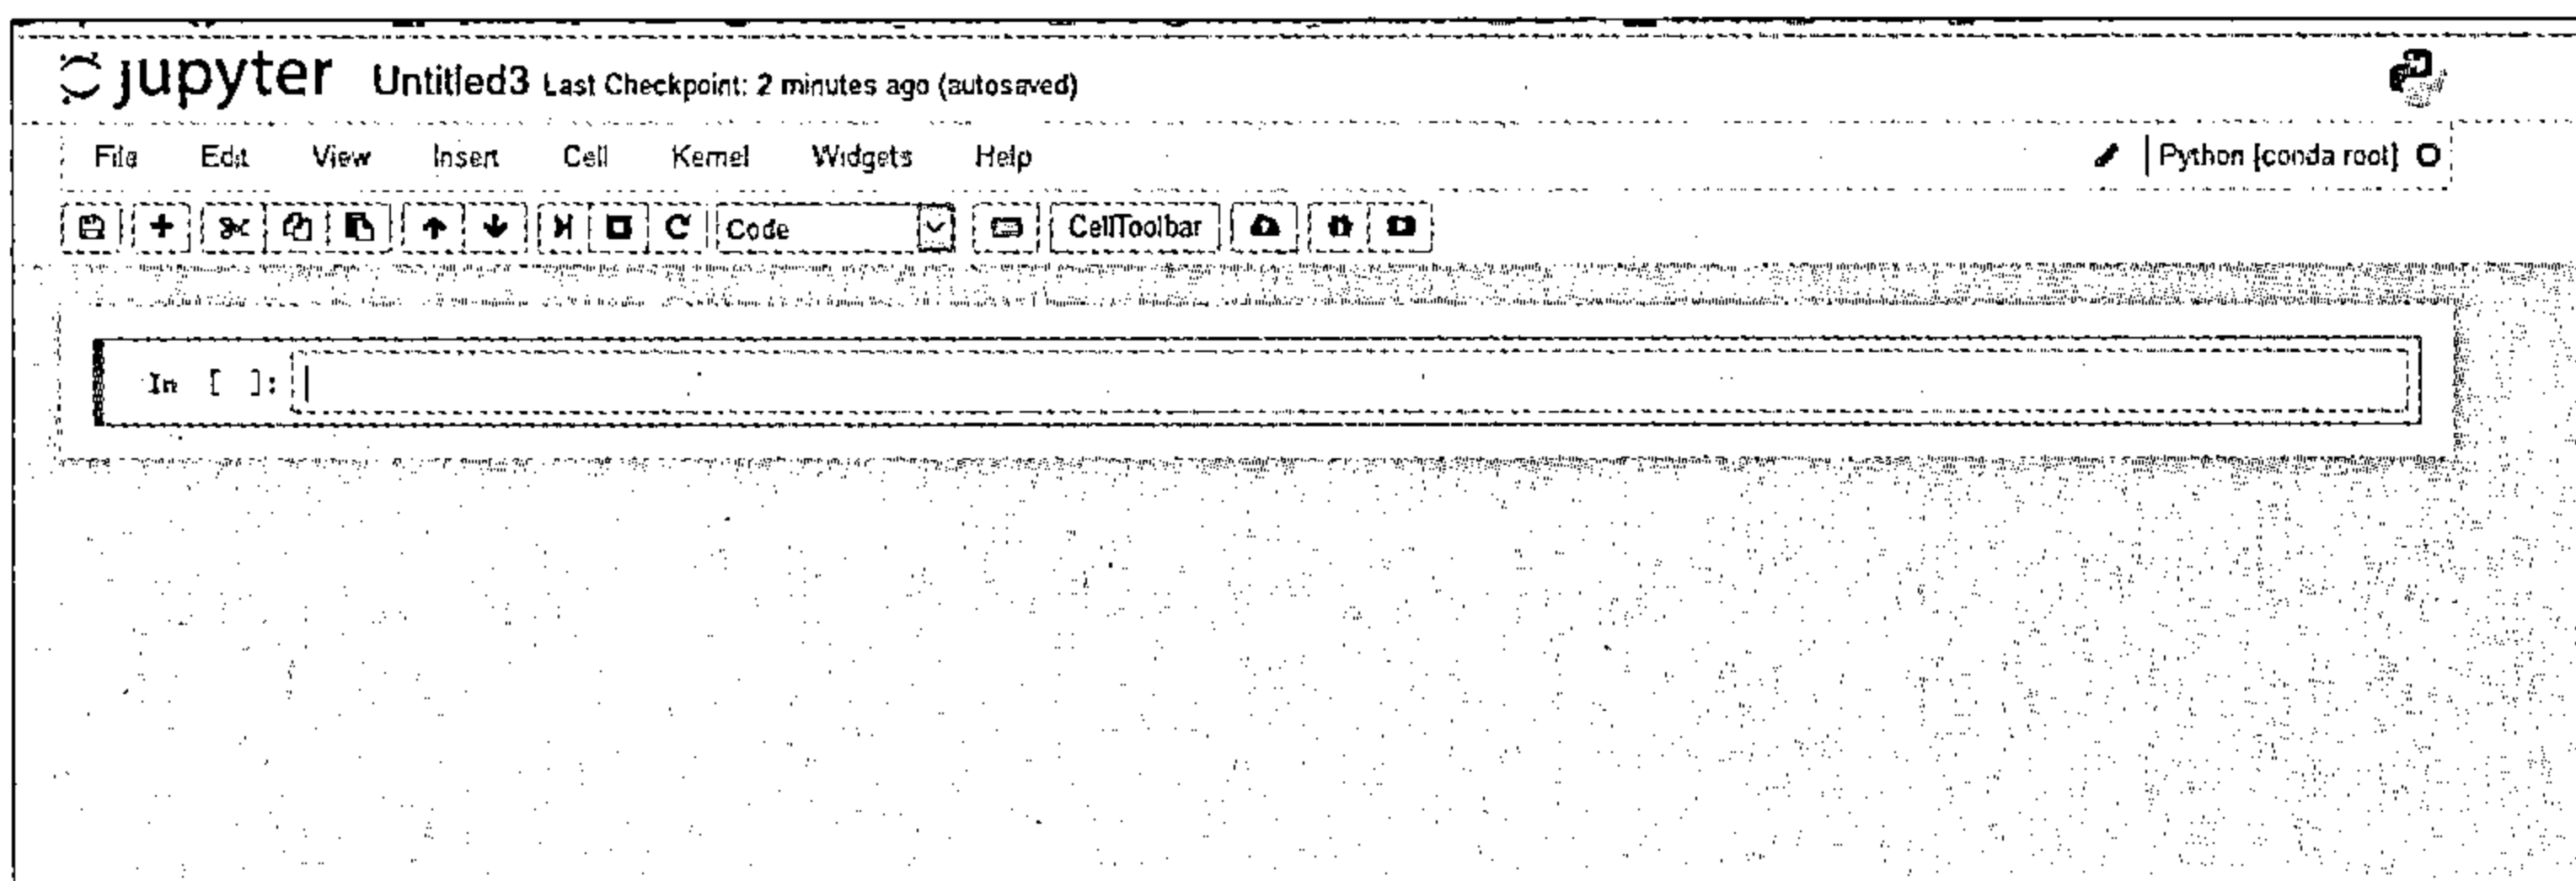 jupyter Untitled3 Last Checkpoint: 2 minutes ago (autosaved)
File Edit View Insert Cell Kernel Widgets Help Python [conda root]
Code CellToolbar
In [ ]: